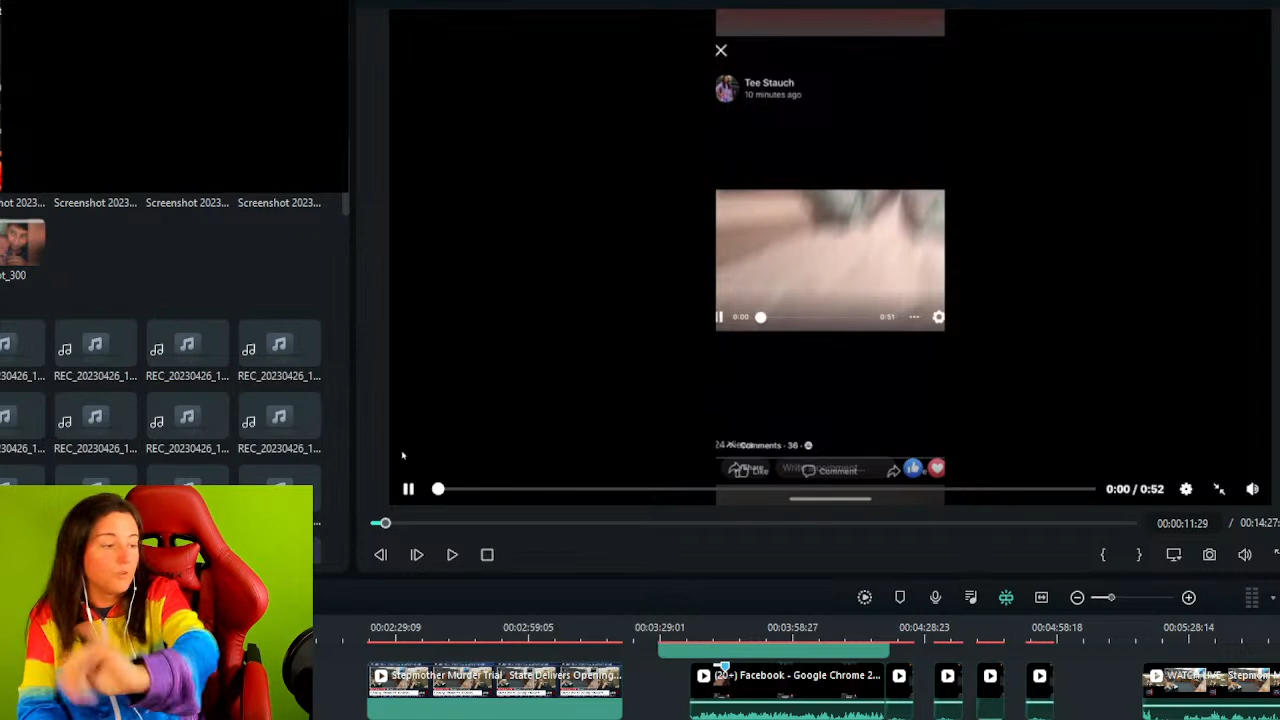 Tee Stauch
10 minutes ago
Screenshot 2023...
Screenshot 2023...
Screenshot 2023...
0:00
0:51
Comments · 36 ·
Share
Like
Comment
0:00 / 0:52
REC_20230426_1...
REC_20230426_1...
REC_20230426_1...
REC_20230426_1...
REC_20230426_1...
REC_20230426_1...
00:00:11:29 / 00:14:27:
{ }
00:02:29:09
00:02:59:05
00:03:29:01
00:03:58:27
00:04:28:23
00:04:58:18
00:05:28:14
Stepmother Murder Trial_ State Delivers Opening...
(20+) Facebook - Google Chrome 2...
WATCH LIVE_ Stepmom M